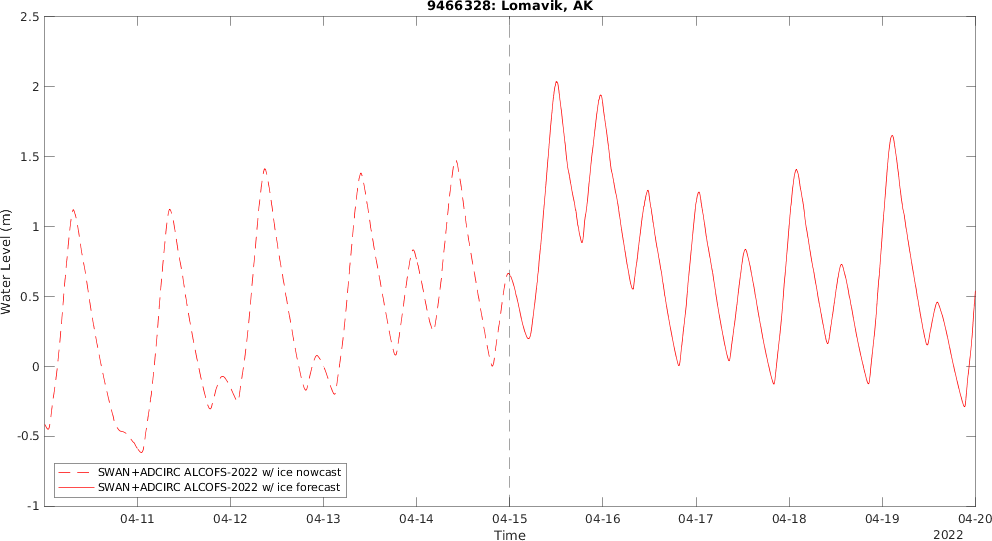 9466328: Lomavik, AK
2.5
2
1.5
1
0.5
0
-0.5
-1
Water Level (m)
SWAN+ADCIRC ALCOFS-2022 w/ ice nowcast
SWAN+ADCIRC ALCOFS-2022 w/ ice forecast
04-11 04-12 04-13 04-14 04-15 04-16 04-17 04-18 04-19 04-20
Time
2022